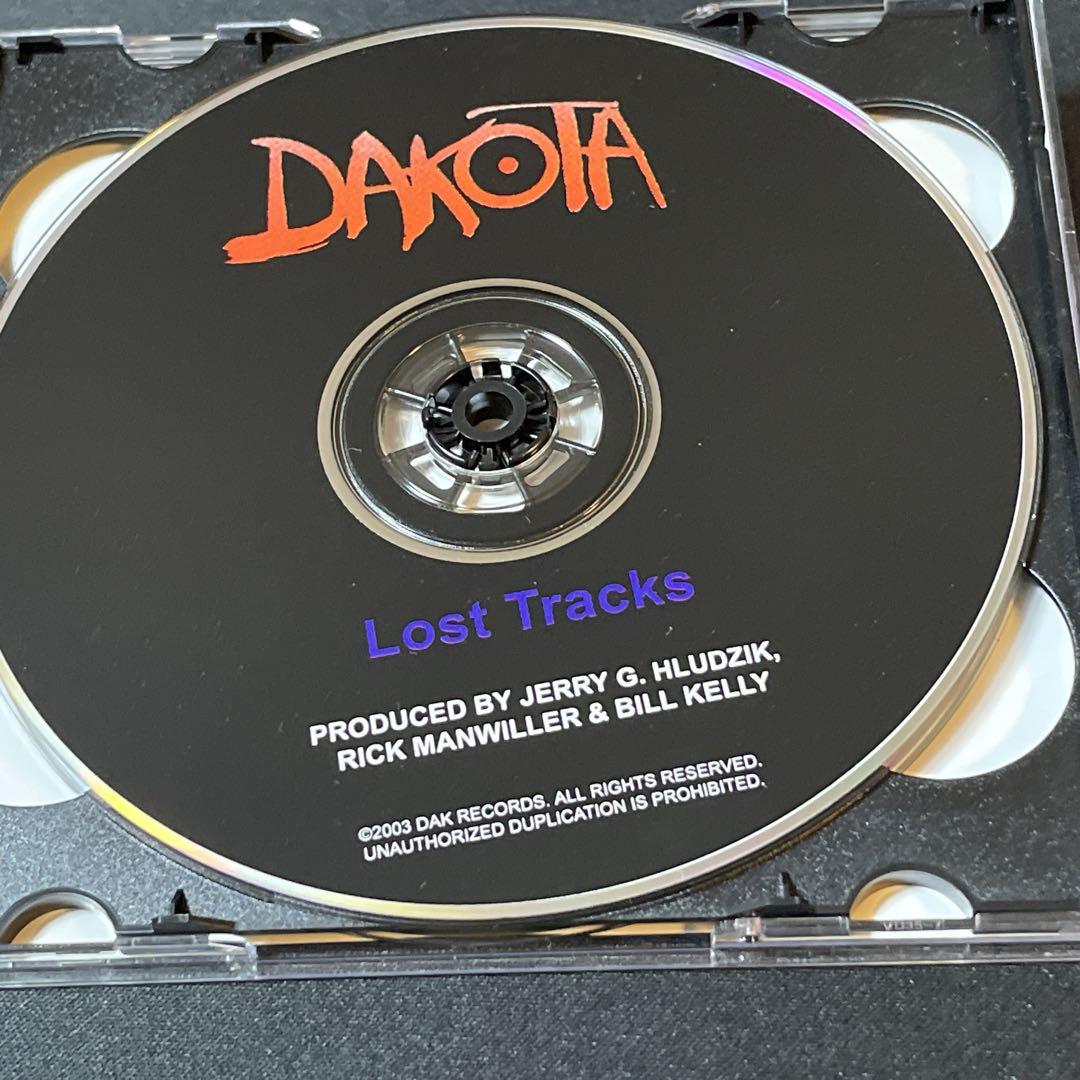 DAKOTA
Lost Tracks
PRODUCED BY JERRY G. HLUDZIK,
RICK MANWILLER & BILL KELLY
©2003 DAK RECORDS. ALL RIGHTS RESERVED.
UNAUTHORIZED DUPLICATION IS PROHIBITED.